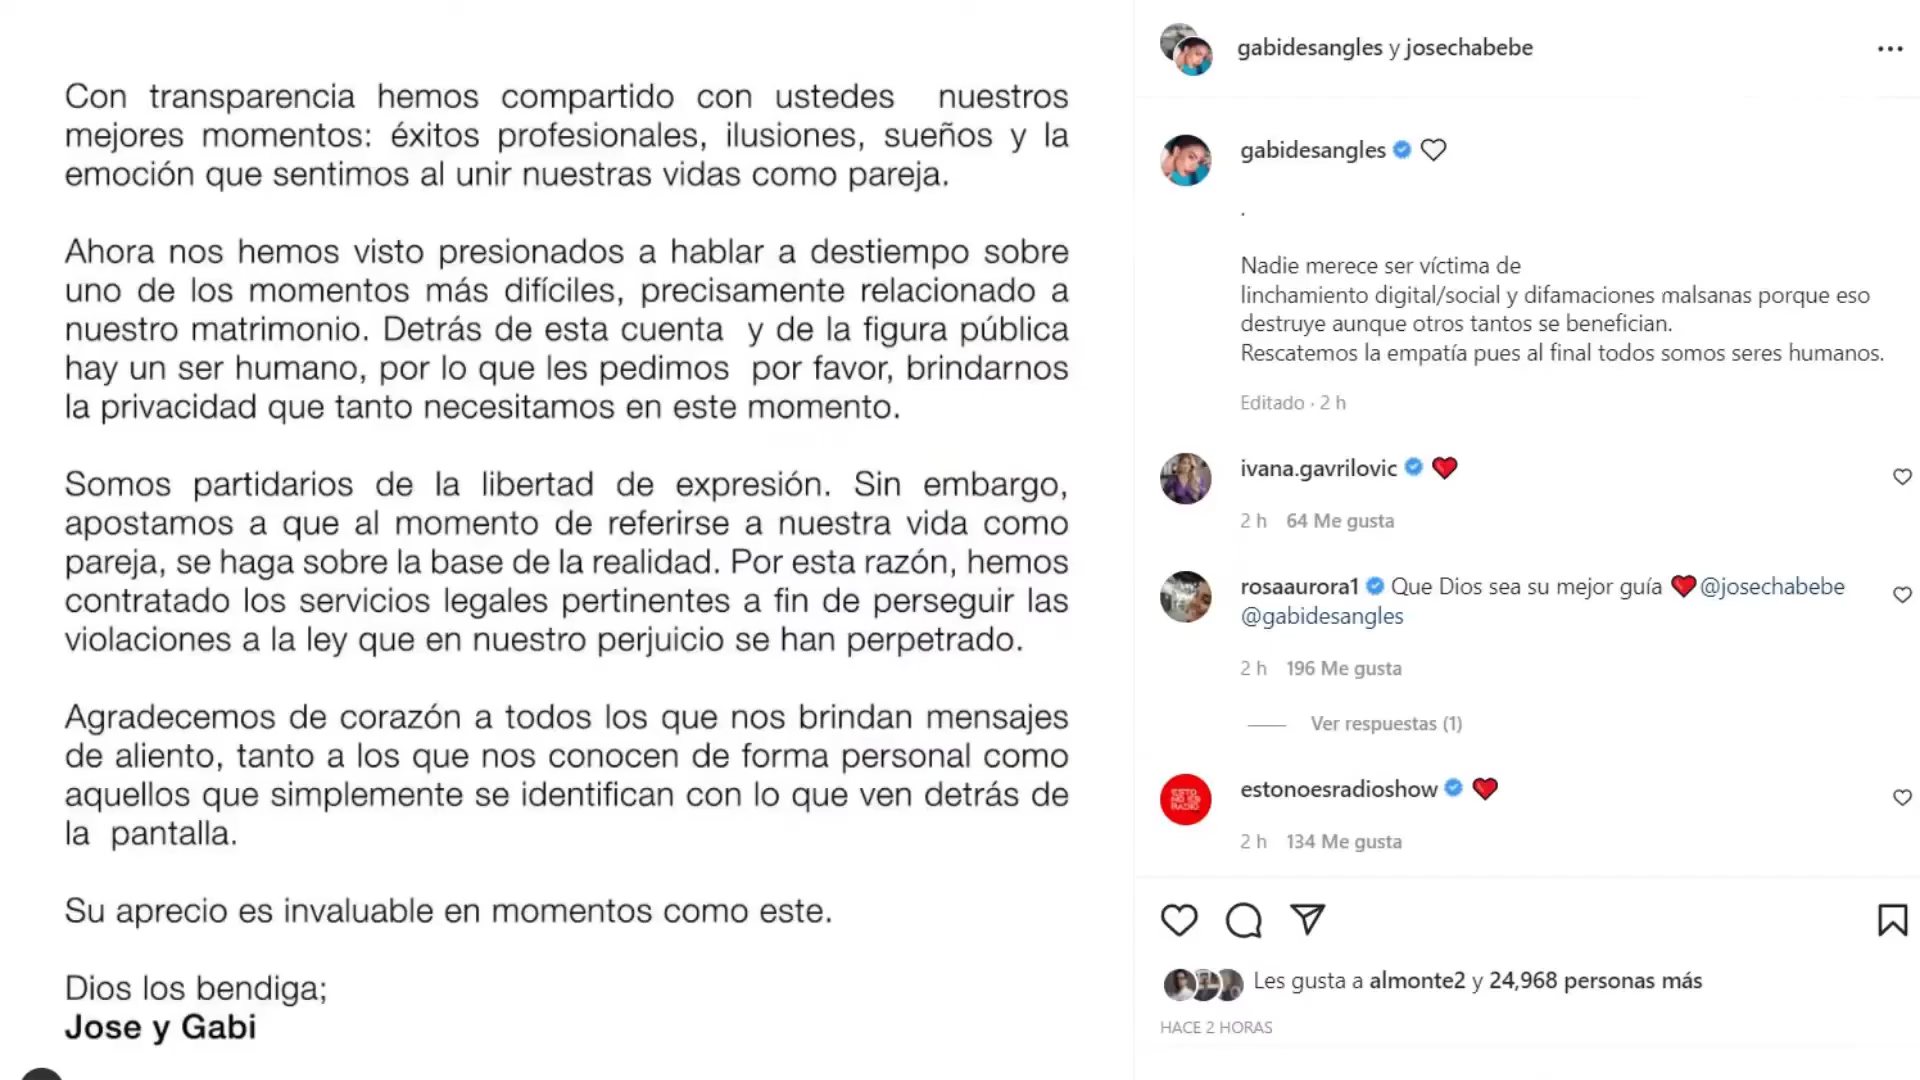 Con transparencia hemos compartido con ustedes nuestros
mejores momentos: éxitos profesionales, ilusiones, sueños y la
emoción que sentimos al unir nuestras vidas como pareja.
Ahora nos hemos visto presionados a hablar a destiempo sobre
uno de los momentos más difíciles, precisamente relacionado a
nuestro matrimonio. Detrás de esta cuenta y de la figura pública
hay un ser humano, por lo que les pedimos por favor, brindarnos
la privacidad que tanto necesitamos en este momento.
Somos partidarios de la libertad de expresión. Sin embargo,
apostamos a que al momento de referirse a nuestra vida como
pareja, se haga sobre la base de la realidad. Por esta razón, hemos
contratado los servicios legales pertinentes a fin de perseguir las
violaciones a la ley que en nuestro perjuicio se han perpetrado.
Agradecemos de corazón a todos los que nos brindan mensajes
de aliento, tanto a los que nos conocen de forma personal como
aquellos que simplemente se identifican con lo que ven detrás de
la pantalla.
Su aprecio es invaluable en momentos como este.
Dios los bendiga;
Jose y Gabi
gabidesangles y josechabebe
gabidesangles
.
Nadie merece ser víctima de
linchamiento digital/social y difamaciones malsanas porque eso
destruye aunque otros tantos se benefician.
Rescatemos la empatía pues al final todos somos seres humanos.
Editado · 2 h
ivana.gavrilovic ❤️
2 h 64 Me gusta
rosaaurora1 Que Dios sea su mejor guía ❤️@josechabebe
@gabidesangles
2 h 196 Me gusta
Ver respuestas (1)
ESTO
NO ES
RADIO
estonoesradioshow ❤️
2 h 134 Me gusta
Les gusta a almonte2 y 24,968 personas más
HACE 2 HORAS